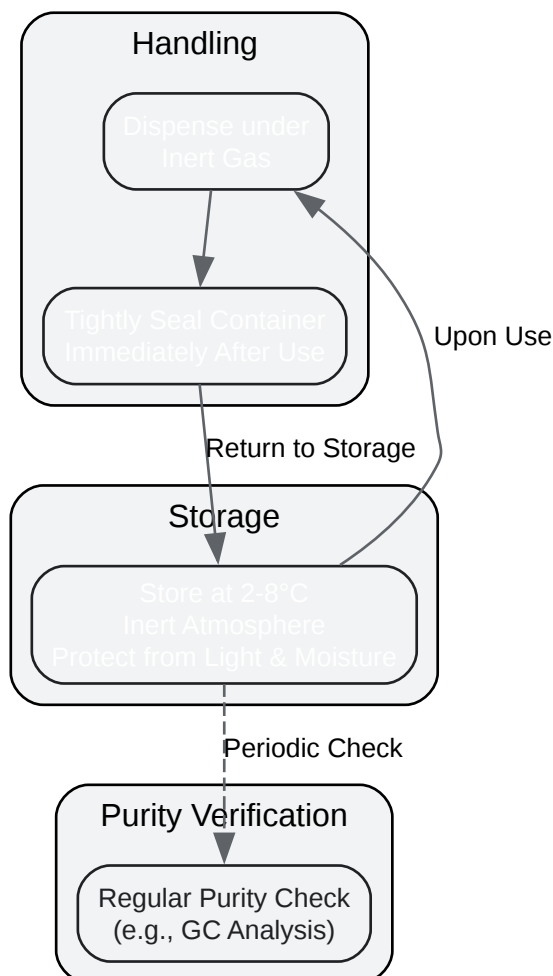 Handling
Dispense under
Inert Gas
Tightly Seal Container
Immediately After Use
Upon Use
Return to Storage
Storage
Store at 2-8°C
Inert Atmosphere
Protect from Light & Moisture
Periodic Check
Purity Verification
Regular Purity Check
(e.g., GC Analysis)